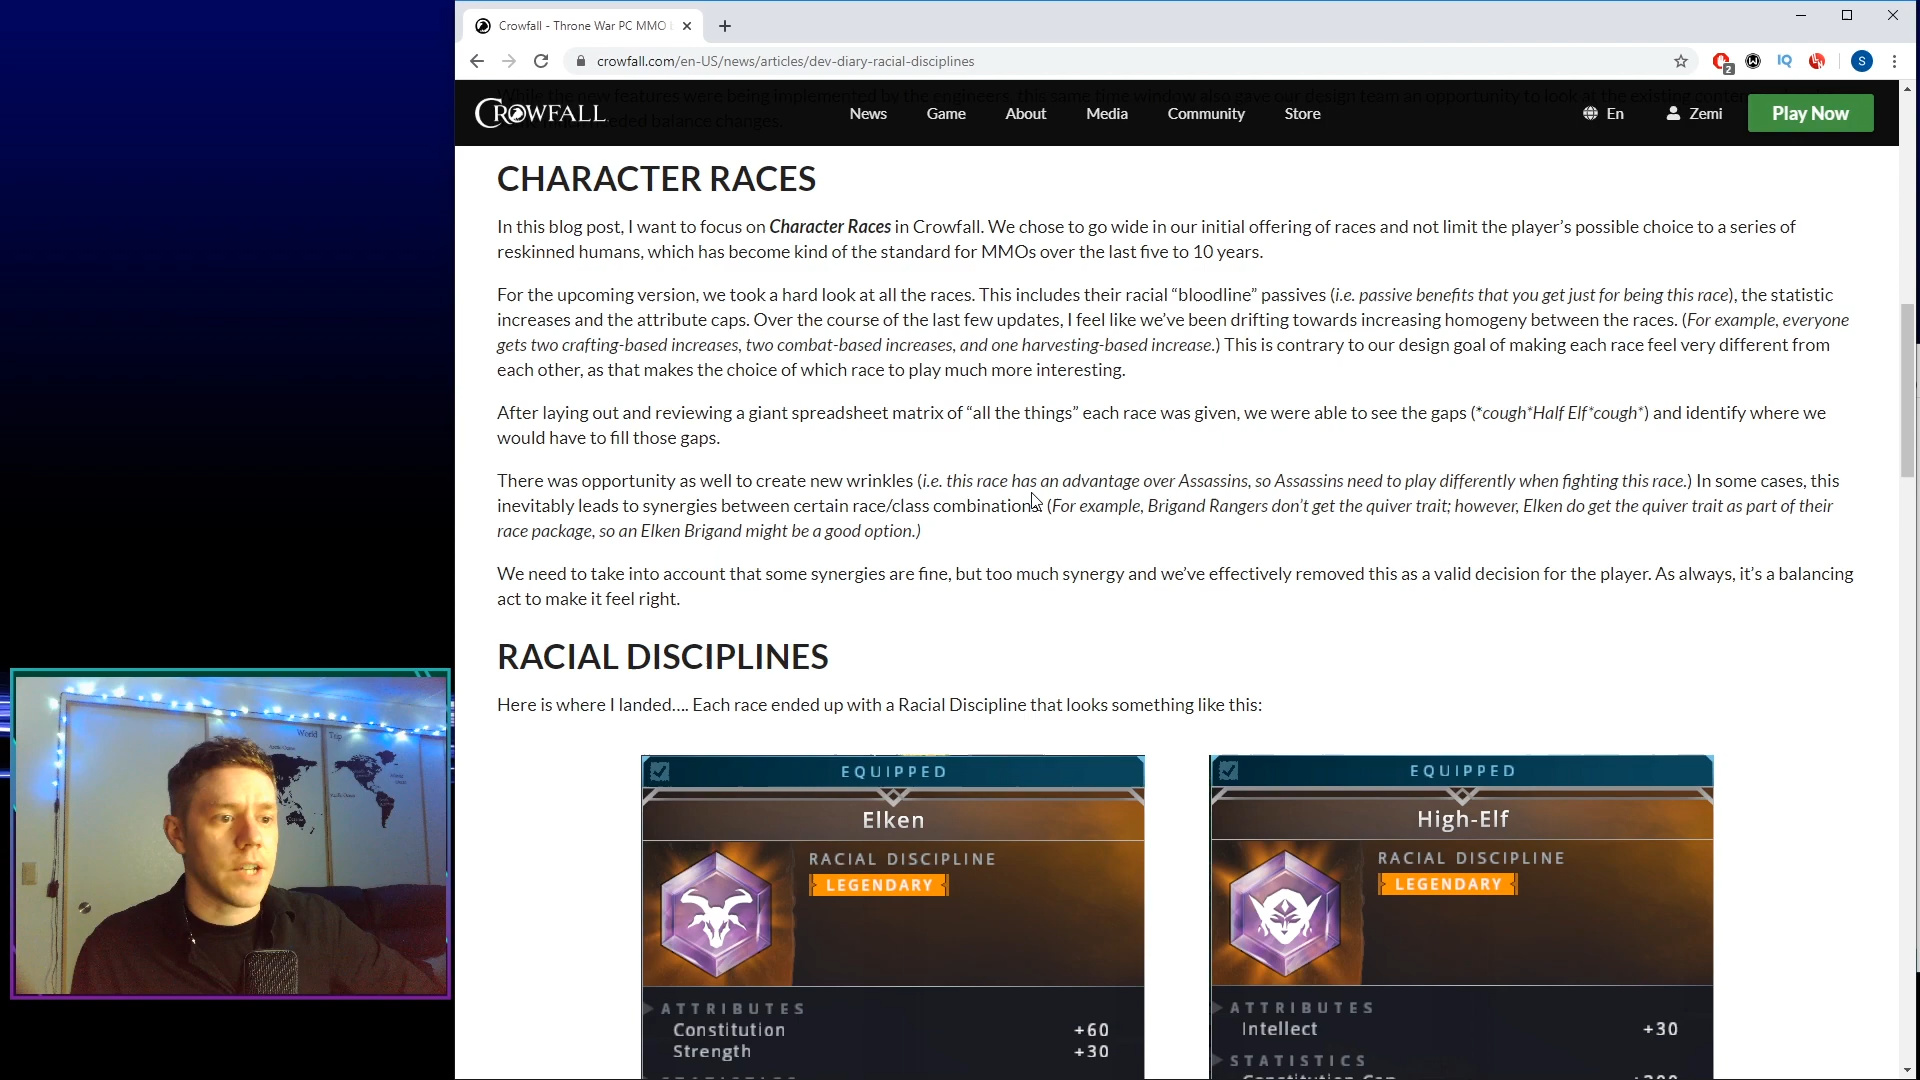 Crowfall - Throne War PC MMO
crowfall.com/en-US/news/articles/dev-diary-racial-disciplines
2
IQ
S
While the new features were being implemented by the engineers, this same time window also gave our design team an opportunity to look at the existing
balance changes.
CROWFALL
News
Game
About
Media
Community
Store
En
Zemi
Play Now
CHARACTER RACES
In this blog post, I want to focus on Character Races in Crowfall. We chose to go wide in our initial offering of races and not limit the player's possible choice to a series of
reskinned humans, which has become kind of the standard for MMOs over the last five to 10 years.
For the upcoming version, we took a hard look at all the races. This includes their racial “bloodline” passives (i.e. passive benefits that you get just for being this race), the statistic
increases and the attribute caps. Over the course of the last few updates, I feel like we've been drifting towards increasing homogeny between the races. (For example, everyone
gets two crafting-based increases, two combat-based increases, and one harvesting-based increase.) This is contrary to our design goal of making each race feel very different from
each other, as that makes the choice of which race to play much more interesting.
After laying out and reviewing a giant spreadsheet matrix of “all the things” each race was given, we were able to see the gaps (*cough*Half Elf*cough*) and identify where we
would have to fill those gaps.
There was opportunity as well to create new wrinkles (i.e. this race has an advantage over Assassins, so Assassins need to play differently when fighting this race.) In some cases, this
inevitably leads to synergies between certain race/class combinations. (For example, Brigand Rangers don't get the quiver trait; however, Elken do get the quiver trait as part of their
race package, so an Elken Brigand might be a good option.)
We need to take into account that some synergies are fine, but too much synergy and we've effectively removed this as a valid decision for the player. As always, it's a balancing
act to make it feel right.
RACIAL DISCIPLINES
Here is where I landed…. Each race ended up with a Racial Discipline that looks something like this:
EQUIPPED
Elken
RACIAL DISCIPLINE
LEGENDARY
ATTRIBUTES
Constitution +60
Strength +30
EQUIPPED
High-Elf
RACIAL DISCIPLINE
LEGENDARY
ATTRIBUTES
Intellect +30
STATISTICS
World Trip